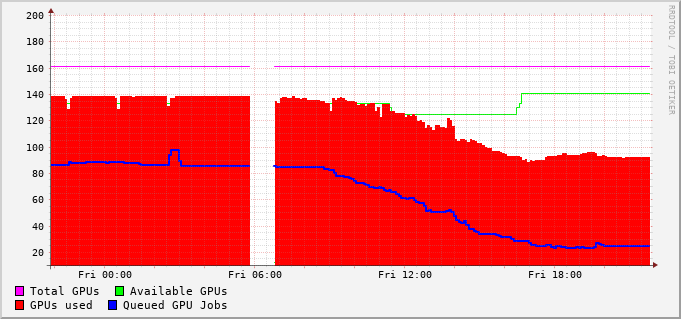 200
180
160
140
120
100
80
60
40
20
Fri 00:00 Fri 06:00 Fri 12:00 Fri 18:00
Total GPUs Available GPUs
GPUs used Queued GPU Jobs
RRDTOOL / TOBI OETIKER